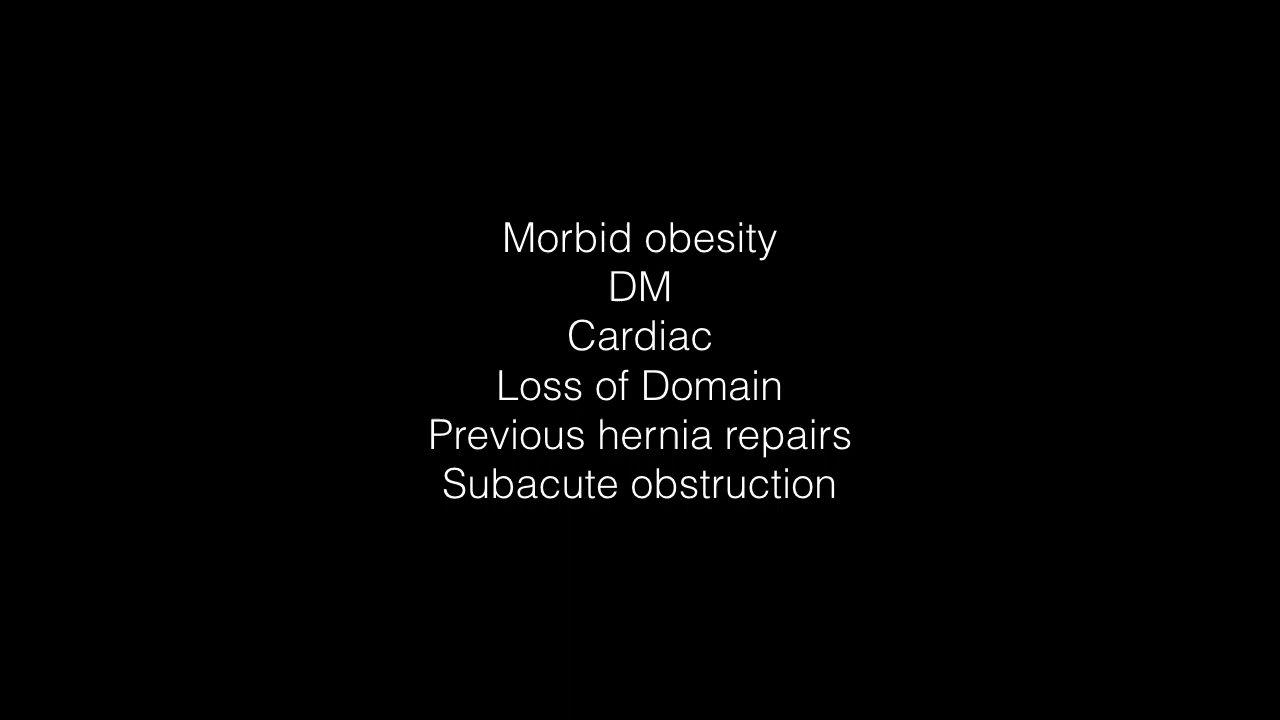 Morbid obesity
DM
Cardiac
Loss of Domain
Previous hernia repairs
Subacute obstruction